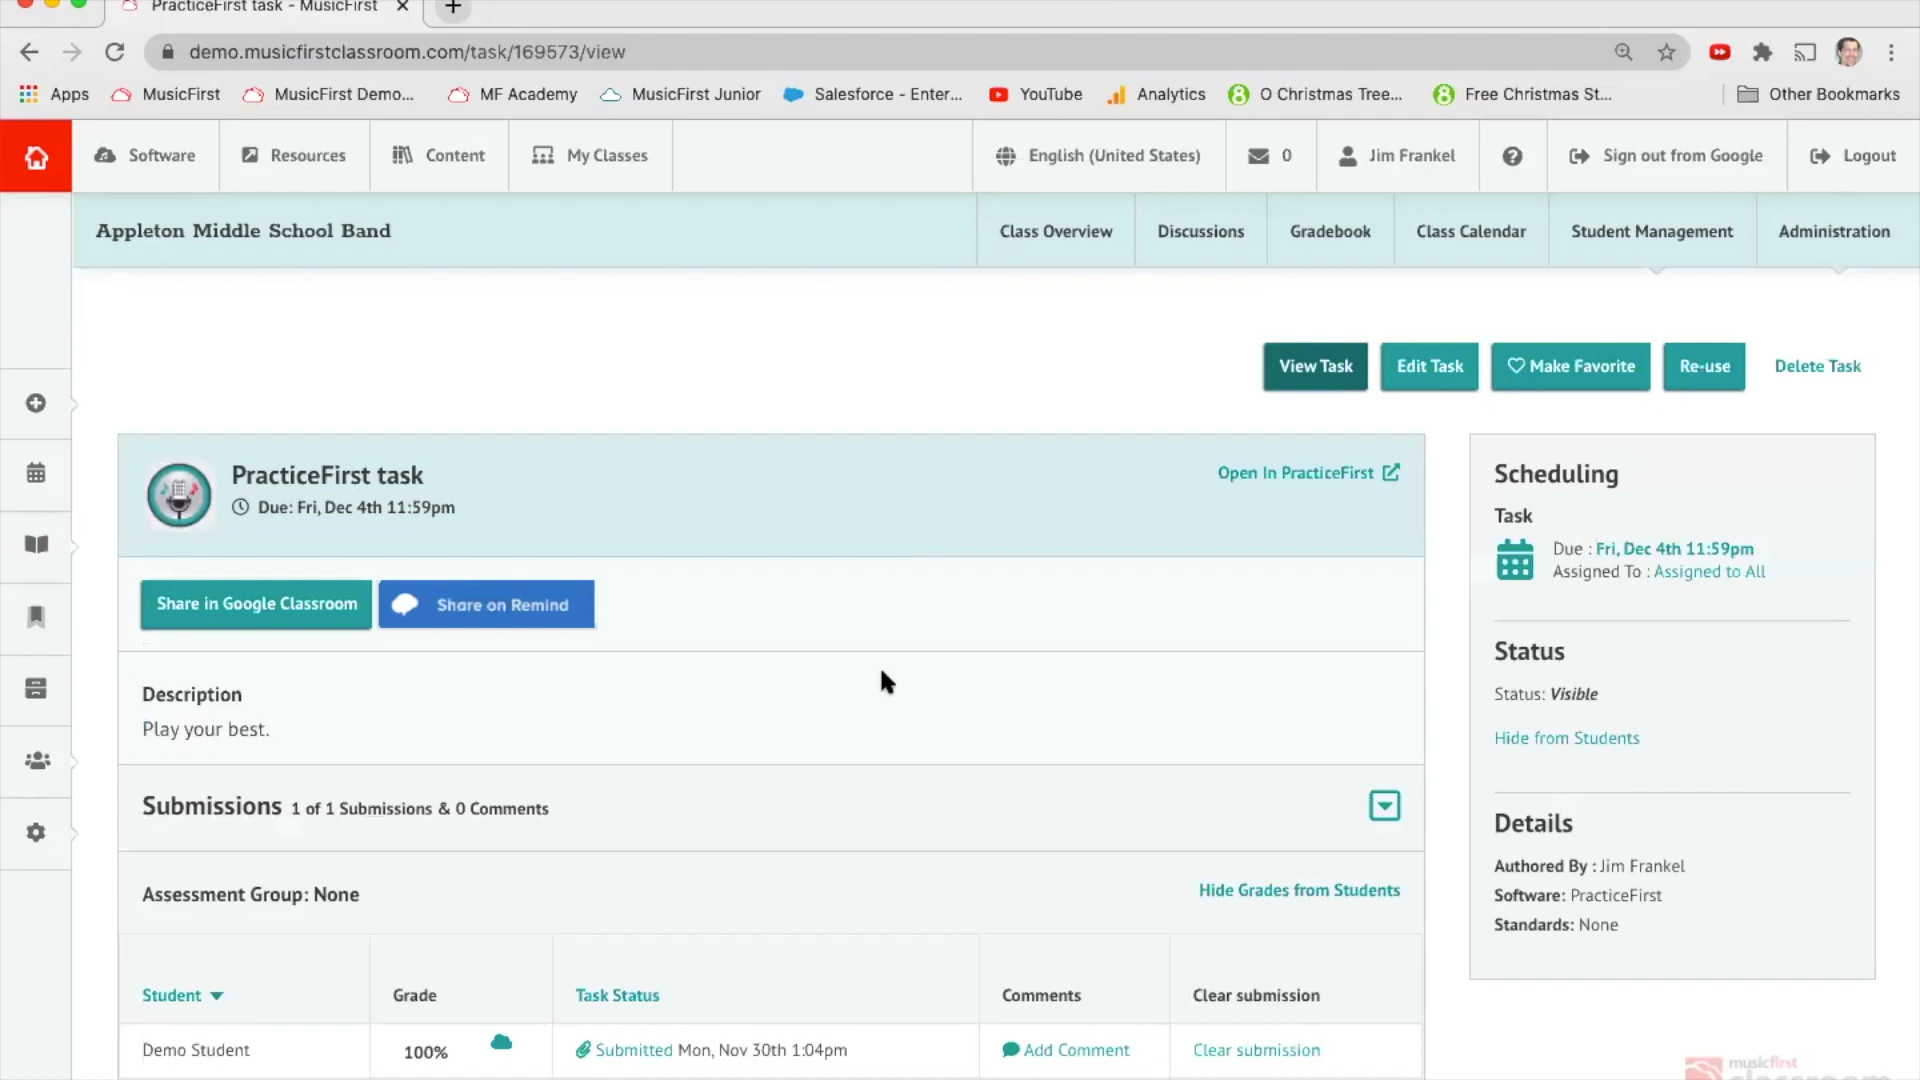 PracticeFirst task - MusicFirst
demo.musicfirstclassroom.com/task/169573/view
Apps MusicFirst MusicFirst Demo... MF Academy MusicFirst Junior Salesforce - Enter... YouTube Analytics O Christmas Tree... Free Christmas St... Other Bookmarks
Software Resources Content My Classes English (United States) 0 Jim Frankel Sign out from Google Logout
Appleton Middle School Band Class Overview Discussions Gradebook Class Calendar Student Management Administration
View Task Edit Task Make Favorite Re-use Delete Task
PracticeFirst task
Open In PracticeFirst
Due: Fri, Dec 4th 11:59pm
Share in Google Classroom Share on Remind
Description
Play your best.
Submissions 1 of 1 Submissions & 0 Comments
Assessment Group: None Hide Grades from Students
Student Grade Task Status Comments Clear submission
Demo Student 100% Submitted Mon, Nov 30th 1:04pm Add Comment Clear submission
Scheduling
Task
Due : Fri, Dec 4th 11:59pm
Assigned To : Assigned to All
Status
Status: Visible
Hide from Students
Details
Authored By : Jim Frankel
Software: PracticeFirst
Standards: None
musicfirst
classroom